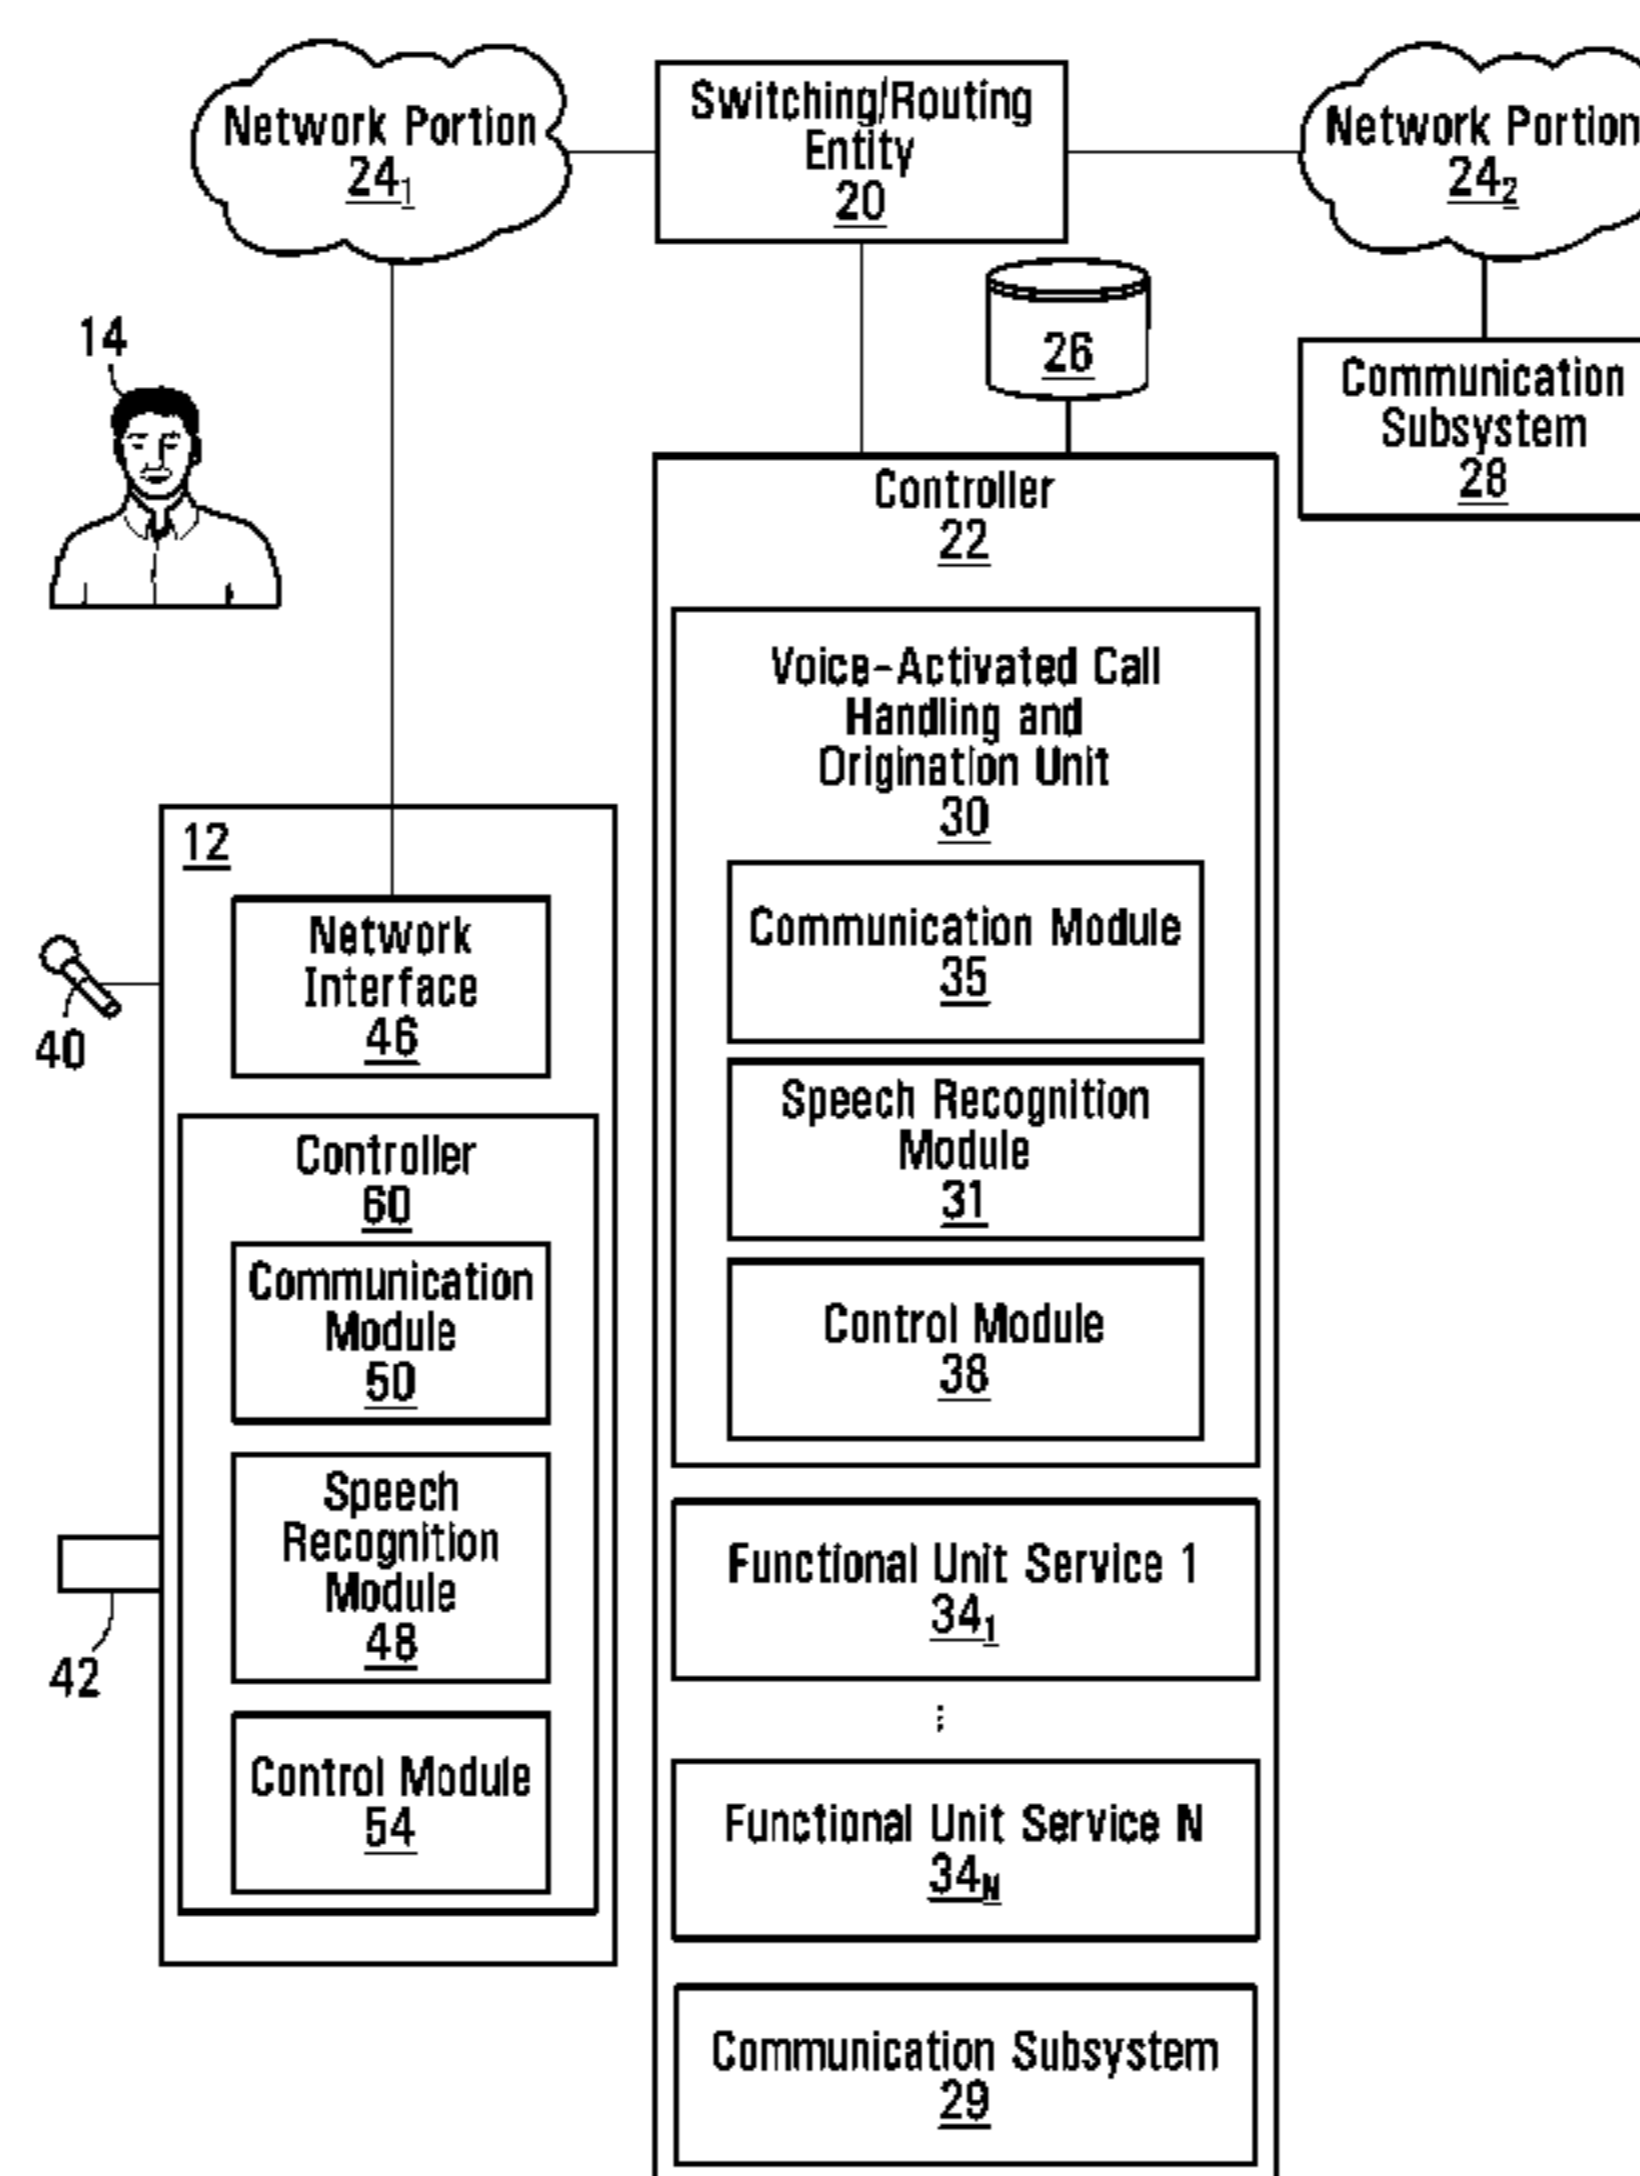 Network Portion
24₁
Switching/Routing
Entity
20
Network Portion
24₂
26
14
Communication
Subsystem
28
Controller
22
Voice-Activated Call
Handling and
Origination Unit
30
12
Communication Module
35
Network
Interface
46
40
Speech Recognition
Module
31
Controller
60
Communication
Module
50
Control Module
38
Speech
Recognition
Module
48
42
Functional Unit Service 1
34₁
⋮
Control Module
54
Functional Unit Service N
34N
Communication Subsystem
29